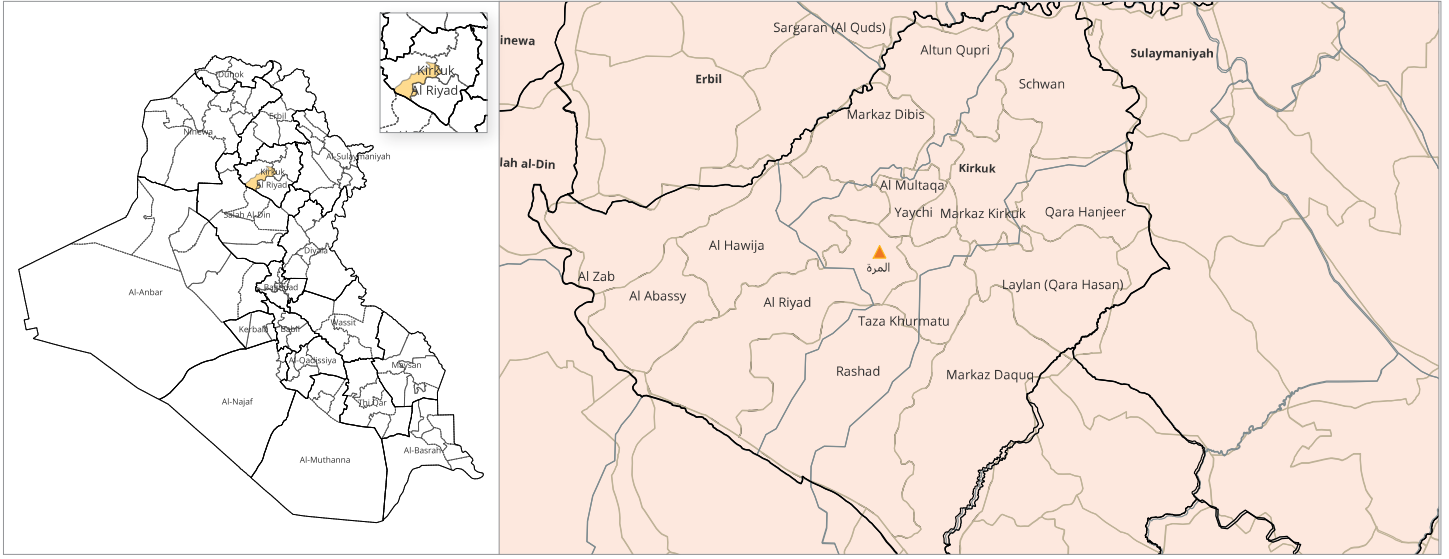 Duhok
Ninewa
Erbil
Al-Sulaymaniyah
Kirkuk
Al Riyad
Salah Al-Din
Diyala
Al-Anbar
Baghdad
Kerbala
Babil
Wassit
Al-Qadissiya
Maysan
Al-Najaf
Thi Qar
Al-Basrah
Al-Muthanna
Kirkuk
Al Riyad
inewa
Sargaran (Al Quds)
Altun Qupri
Sulaymaniyah
Erbil
Schwan
Markaz Dibis
lah al-Din
Kirkuk
Al Multaqa
Yaychi
Markaz Kirkuk
Qara Hanjeer
Al Hawija
المرة
Al Zab
Al Abassy
Al Riyad
Laylan (Qara Hasan)
Taza Khurmatu
Rashad
Markaz Daquq